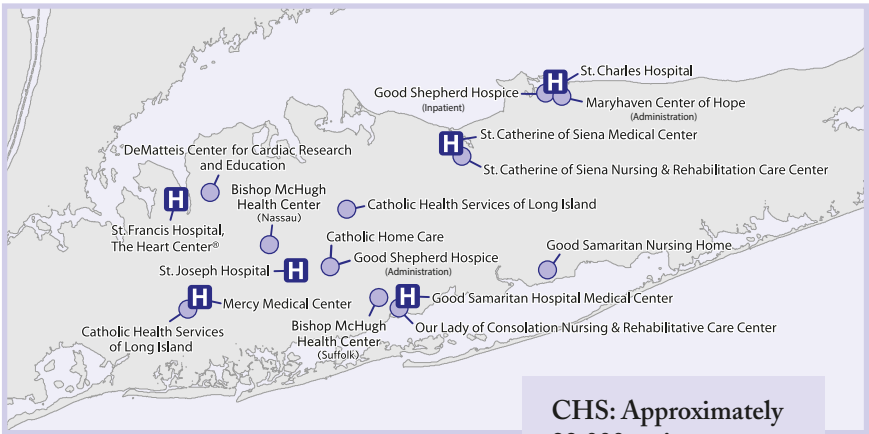 St. Charles Hospital
Good Shepherd Hospice
(Inpatient)
Maryhaven Center of Hope
(Administration)
H
St. Catherine of Siena Medical Center
H
St. Catherine of Siena Nursing & Rehabilitation Care Center
DeMatteis Center for Cardiac Research
and Education
Bishop McHugh
Health Center
(Nassau)
H
Catholic Health Services of Long Island
St. Francis Hospital,
The Heart Center®
Catholic Home Care
Good Shepherd Hospice
(Administration)
Good Samaritan Nursing Home
St. Joseph Hospital
H
H
Mercy Medical Center
H
Good Samaritan Hospital Medical Center
Catholic Health Services
of Long Island
Bishop McHugh
Health Center
(Suffolk)
Our Lady of Consolation Nursing & Rehabilitative Care Center
CHS: Approximately